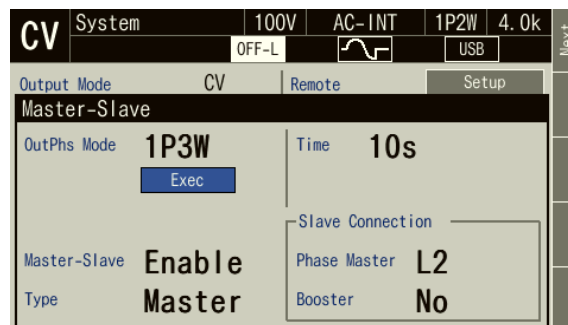 CV System 100V AC-INT 1P2W 4.0k
OFF-L USB
Next
Output Mode CV Remote Setup
Master-Slave
OutPhs Mode 1P3W Time 10s
Exec
Slave Connection
Master-Slave Enable Phase Master L2
Type Master Booster No